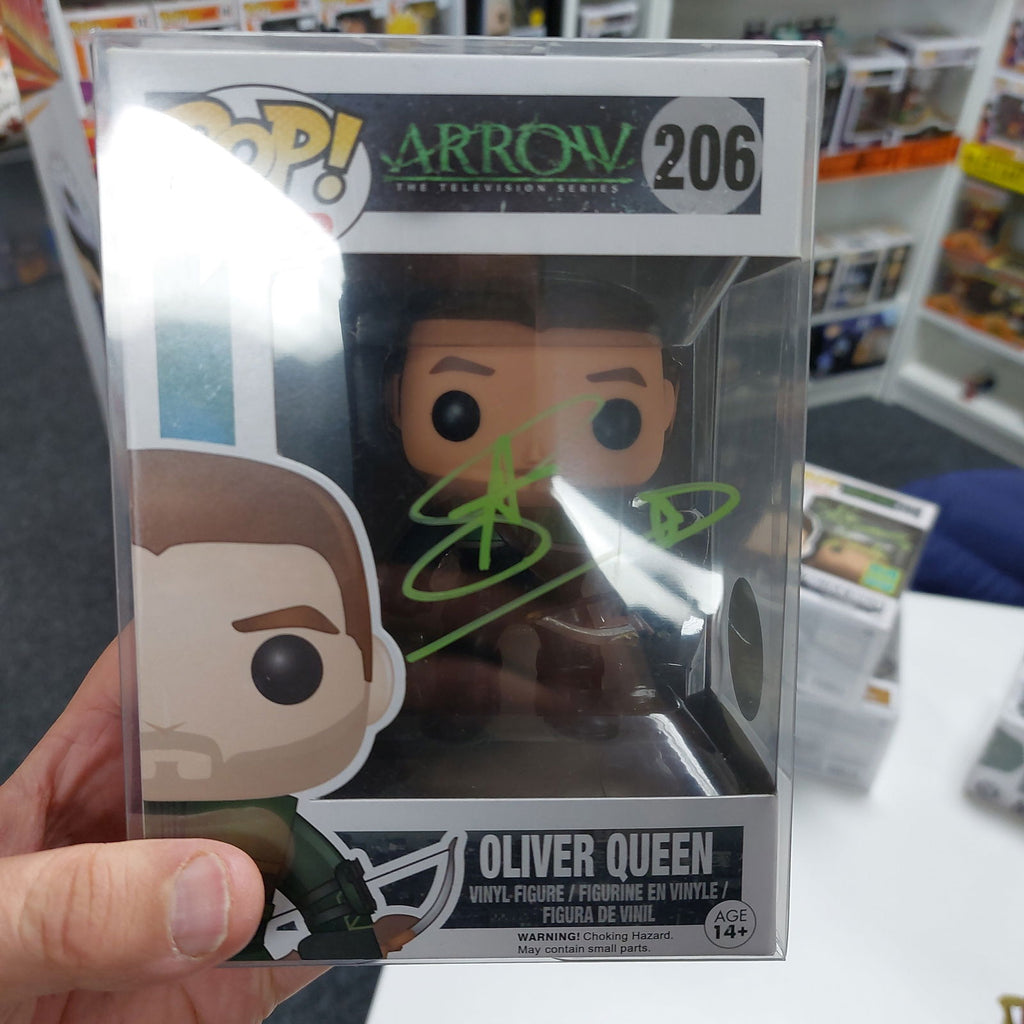 POP!
ARROW
THE TELEVISION SERIES
206
OLIVER QUEEN
VINYL FIGURE / FIGURINE EN VINYLE /
FIGURA DE VINIL
WARNING! Choking Hazard.
May contain small parts.
AGE
14+